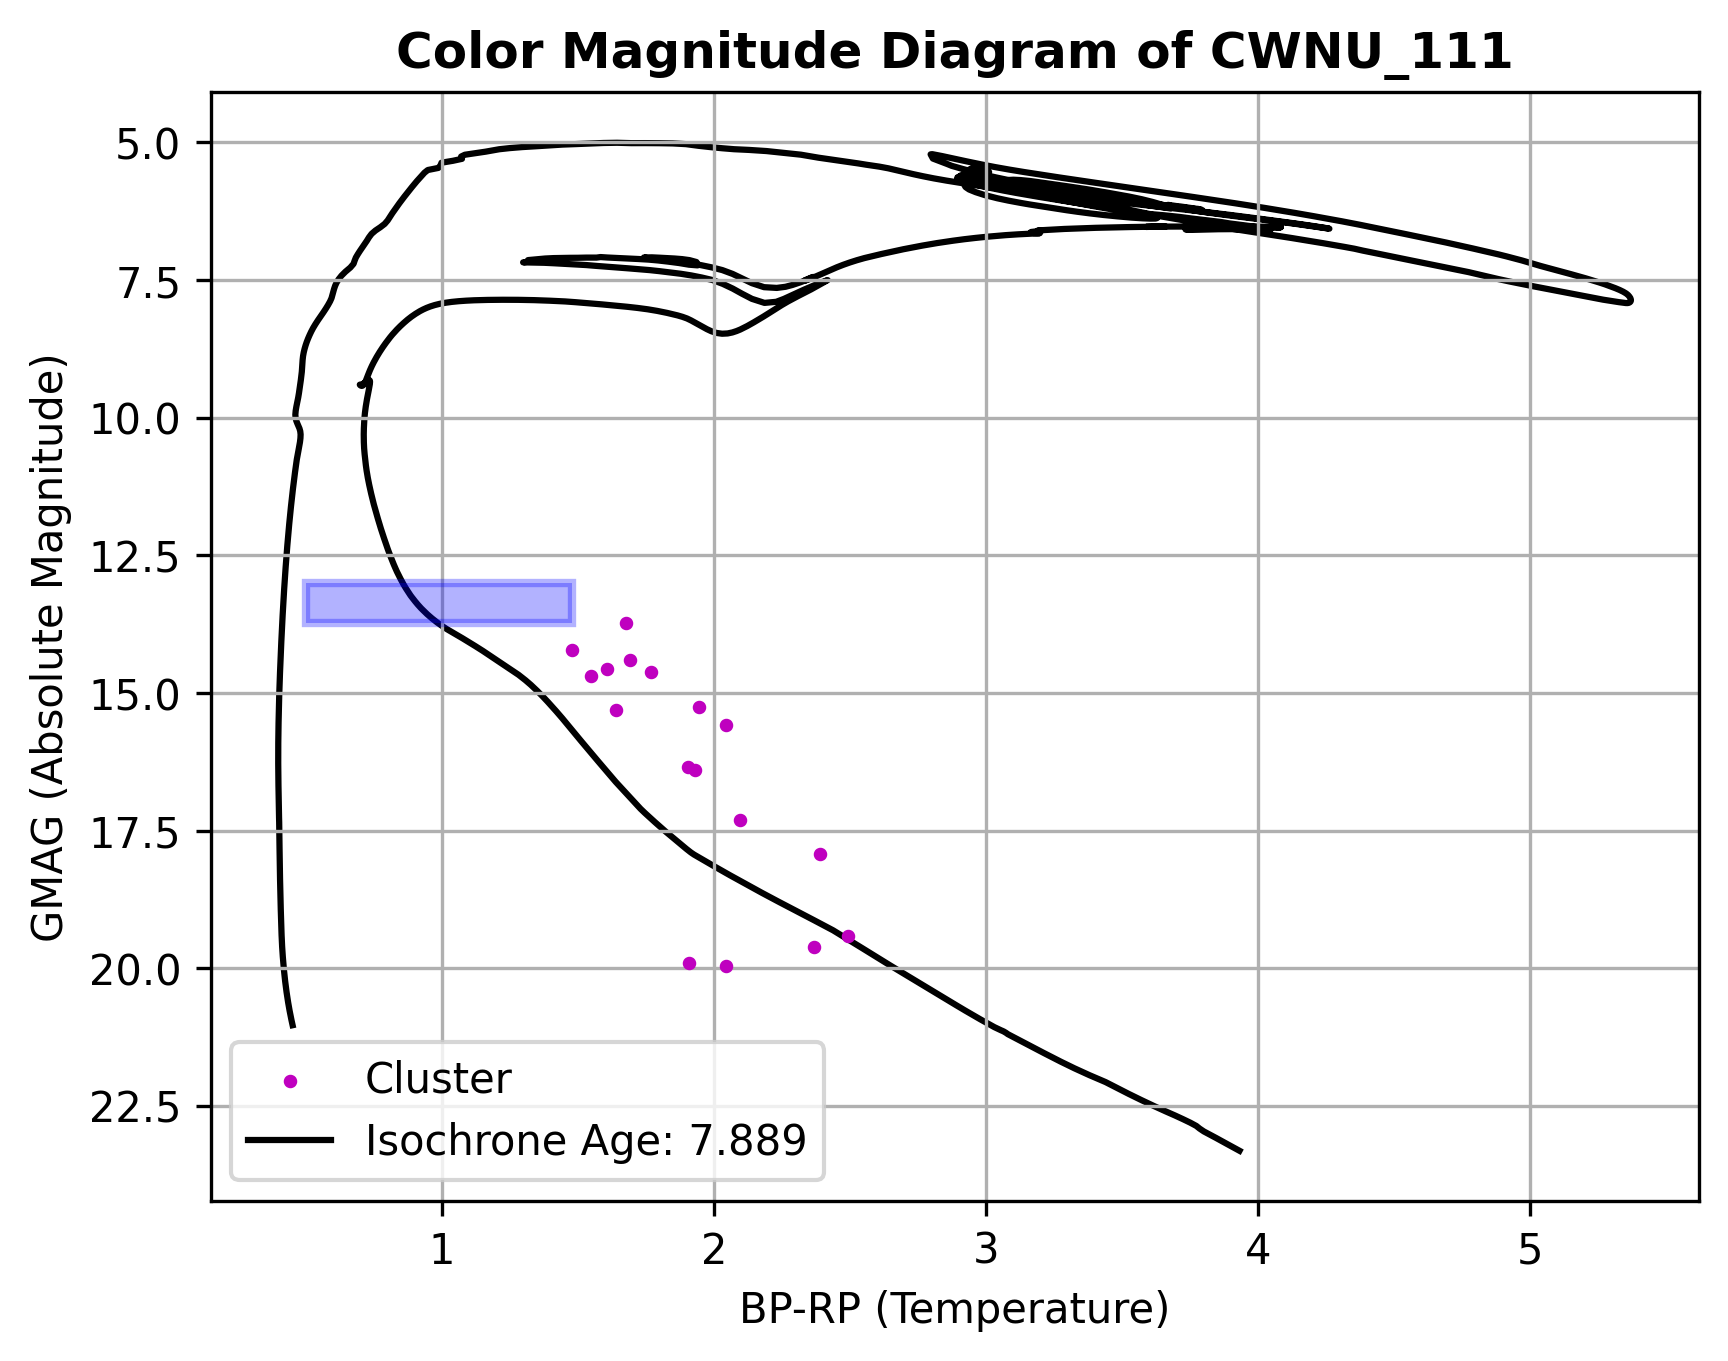 Color Magnitude Diagram of CWNU_111
GMAG (Absolute Magnitude)
5.0
7.5
10.0
12.5
15.0
17.5
20.0
22.5
Cluster
Isochrone Age: 7.889
1 2 3 4 5
BP-RP (Temperature)